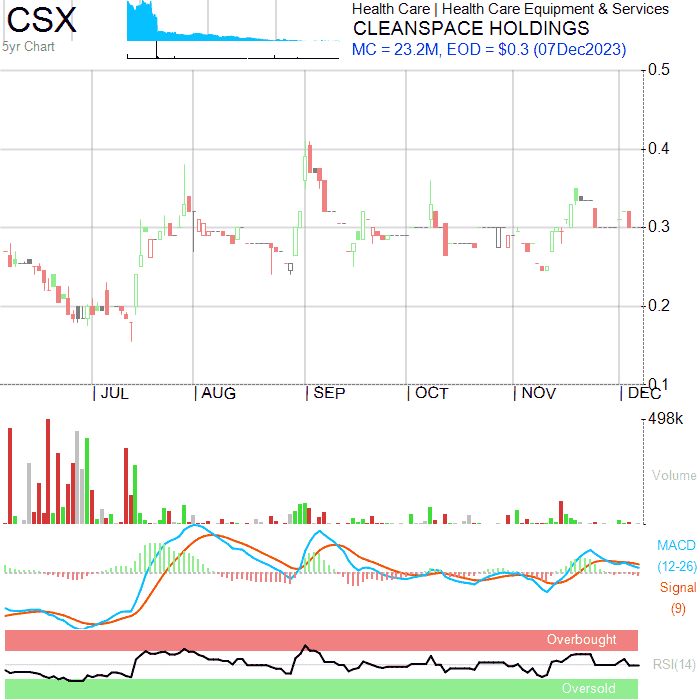 CSX
5yr Chart
Health Care | Health Care Equipment & Services
CLEANSPACE HOLDINGS
MC = 23.2M, EOD = $0.3 (07Dec2023)
0.5
0.4
0.3
0.2
0.1
| JUL
| AUG
| SEP
| OCT
| NOV
| DEC
498k
Volume
MACD
(12-26)
Signal
(9)
Overbought
RSI(14)
Oversold